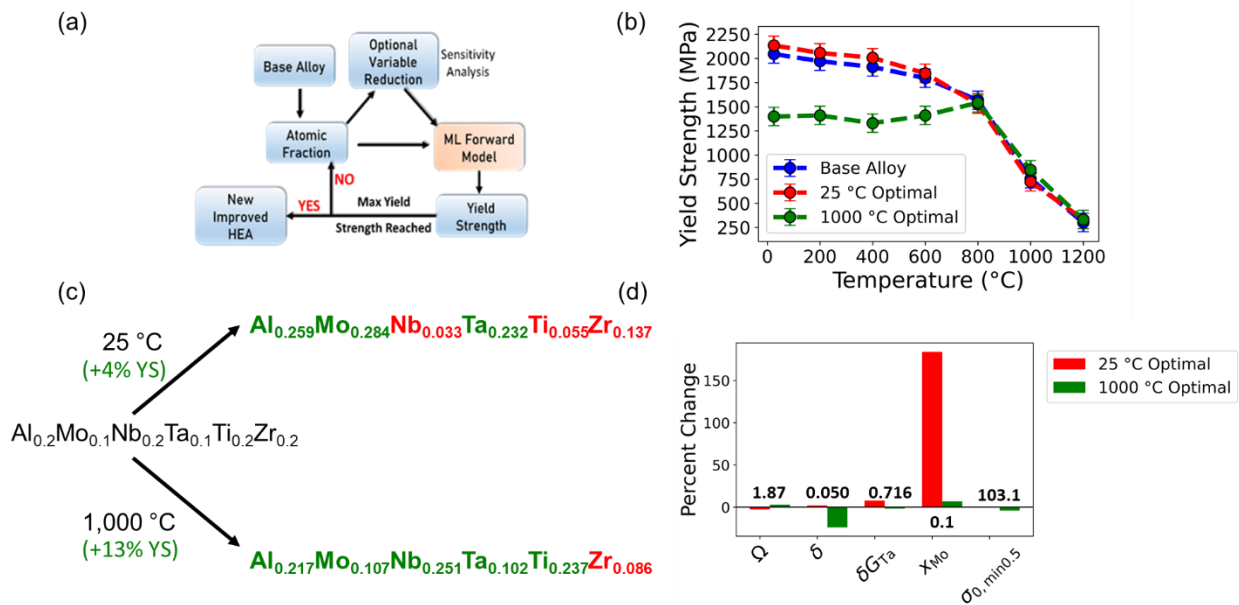 (a)
Base Alloy
Optional
Variable
Reduction
Sensitivity
Analysis
Atomic
Fraction
ML Forward
Model
NO
New
Improved
HEA
YES
Max Yield
Strength Reached
Yield
Strength
(b)
Yield Strength (MPa)
2250
2000
1750
1500
1250
1000
750
500
250
Base Alloy
25 °C Optimal
1000 °C Optimal
0 200 400 600 800 1000 1200
Temperature (°C)
(c)
25 °C
(+4% YS)
Al0.259Mo0.284Nb0.033Ta0.232Ti0.055Zr0.137
Al0.2Mo0.1Nb0.2Ta0.1Ti0.2Zr0.2
1,000 °C
(+13% YS)
Al0.217Mo0.107Nb0.251Ta0.102Ti0.237Zr0.086
(d)
Percent Change
150
100
50
0
1.87 0.050 0.716 0.1 103.1
Ω δ δGTa xMo σ0, min0.5
25 °C Optimal
1000 °C Optimal